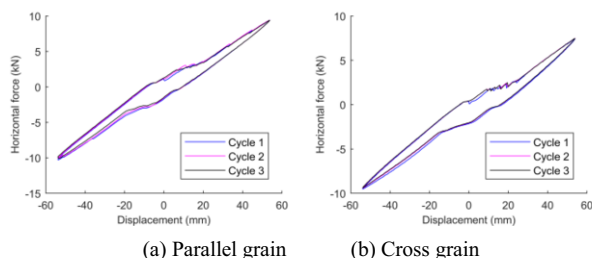 10
5
0
-5
-10
-15
Horizontal force (kN)
Cycle 1
Cycle 2
Cycle 3
-60 -40 -20 0 20 40 60
Displacement (mm)
10
5
0
-5
-10
Horizontal force (kN)
Cycle 1
Cycle 2
Cycle 3
-60 -40 -20 0 20 40 60
Displacement (mm)
(a) Parallel grain (b) Cross grain